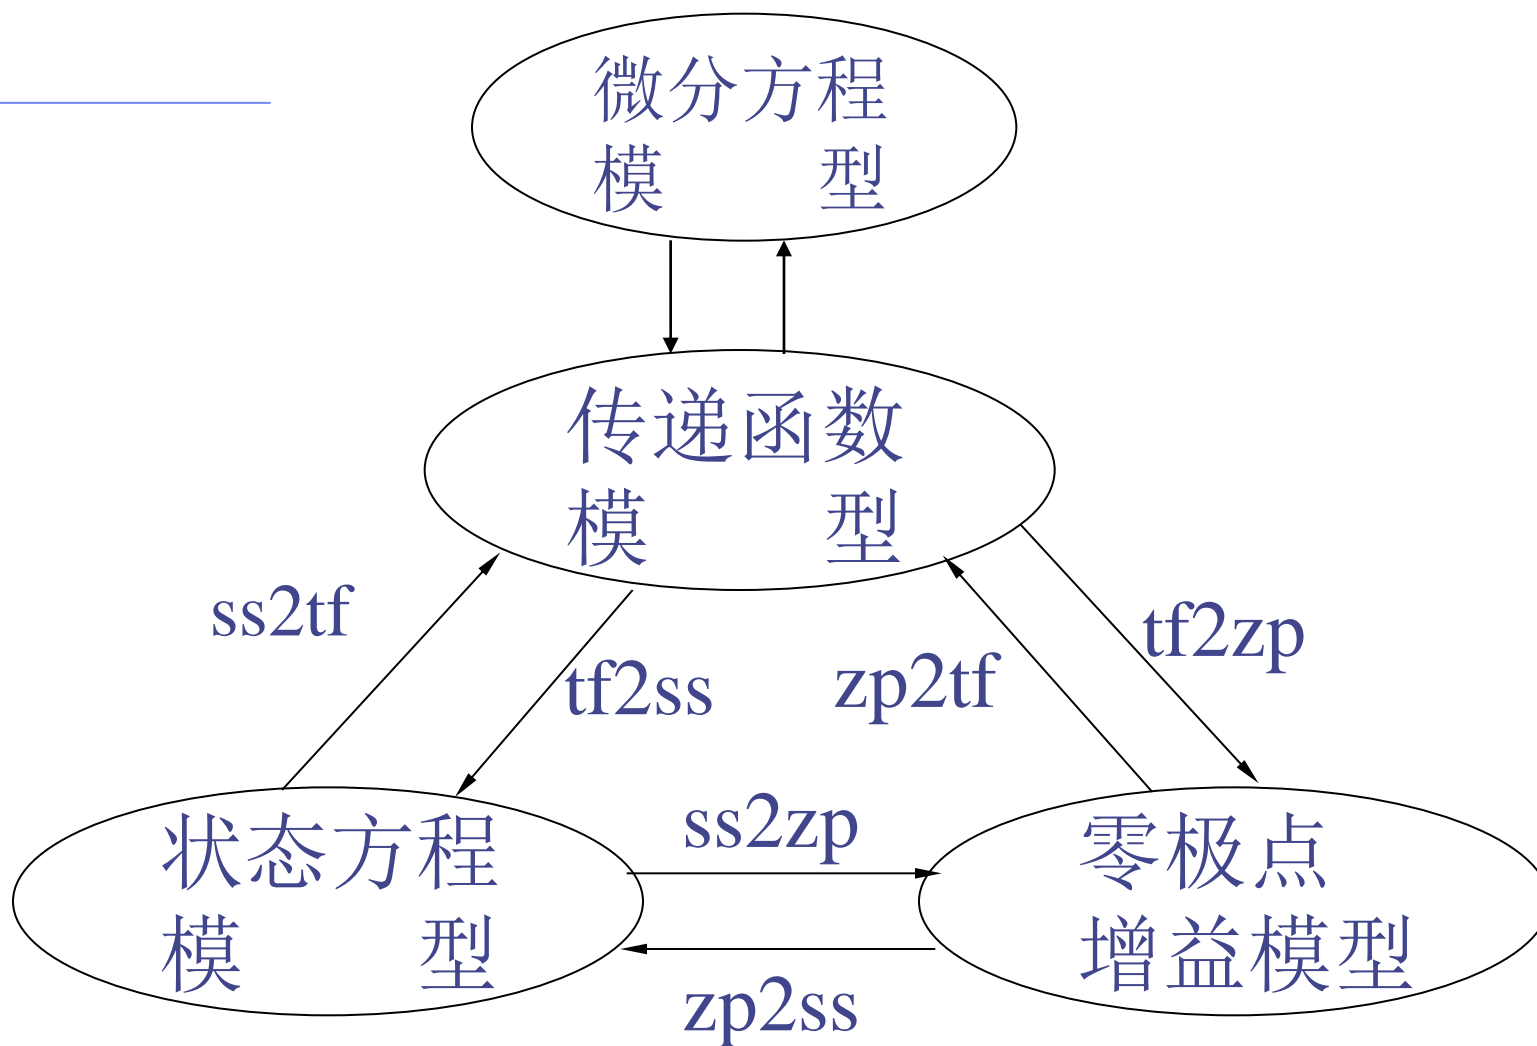 微分方程
模 型
传递函数
模 型
ss2tf
tf2ss
zp2tf
tf2zp
状态方程
模 型
ss2zp
zp2ss
零极点
增益模型